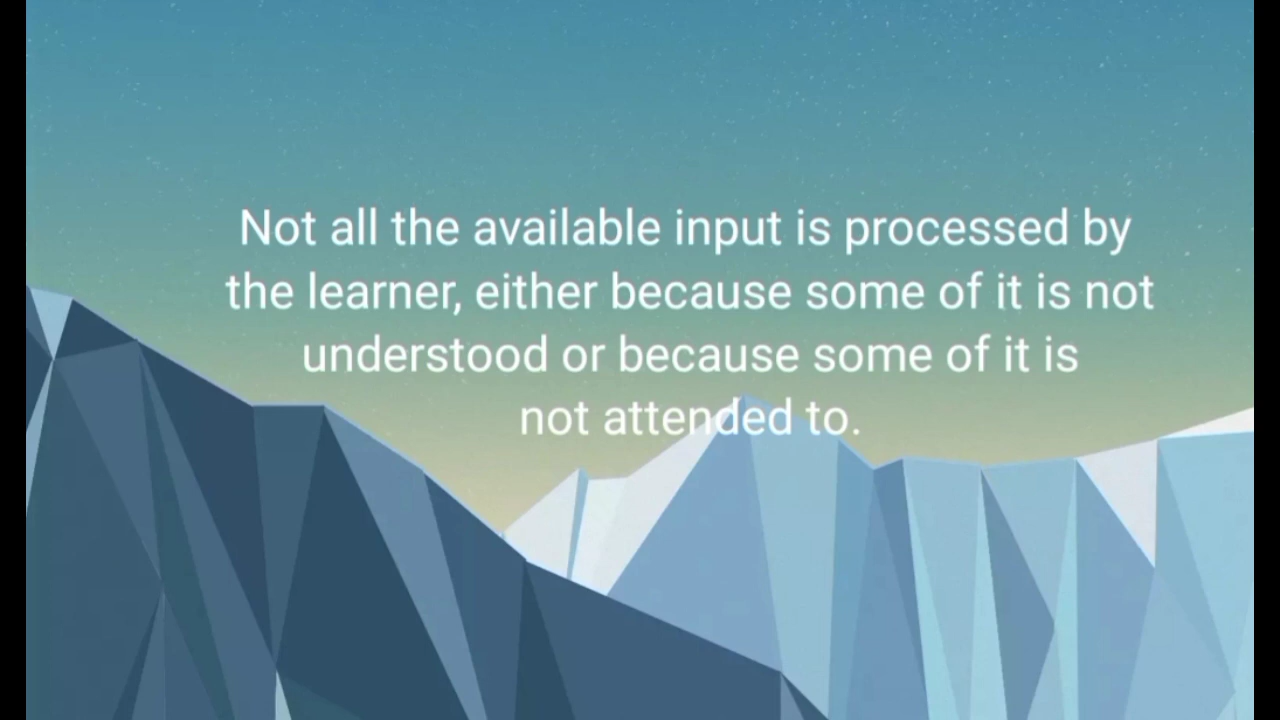 Not all the available input is processed by
the learner, either because some of it is not
understood or because some of it is
not attended to.